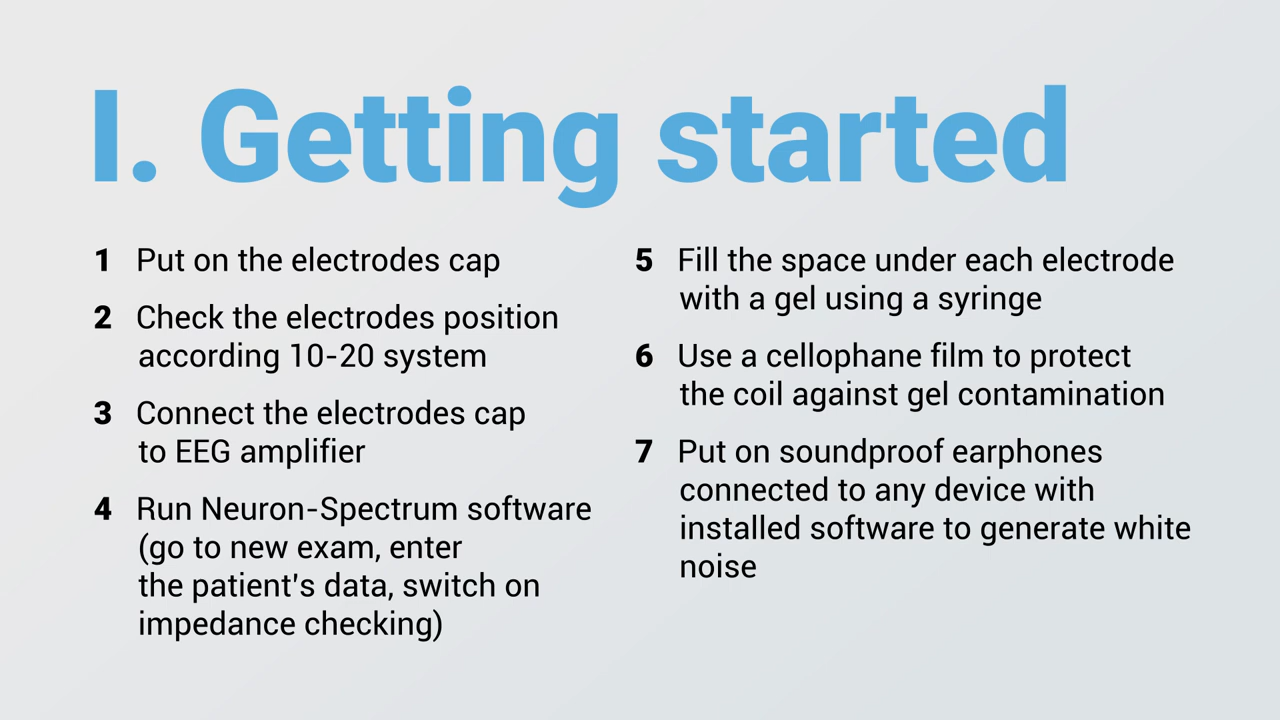 I. Getting started
1 Put on the electrodes cap
2 Check the electrodes position
according 10-20 system
3 Connect the electrodes cap
to EEG amplifier
4 Run Neuron-Spectrum software
(go to new exam, enter
the patient's data, switch on
impedance checking)
5 Fill the space under each electrode
with a gel using a syringe
6 Use a cellophane film to protect
the coil against gel contamination
7 Put on soundproof earphones
connected to any device with
installed software to generate white
noise